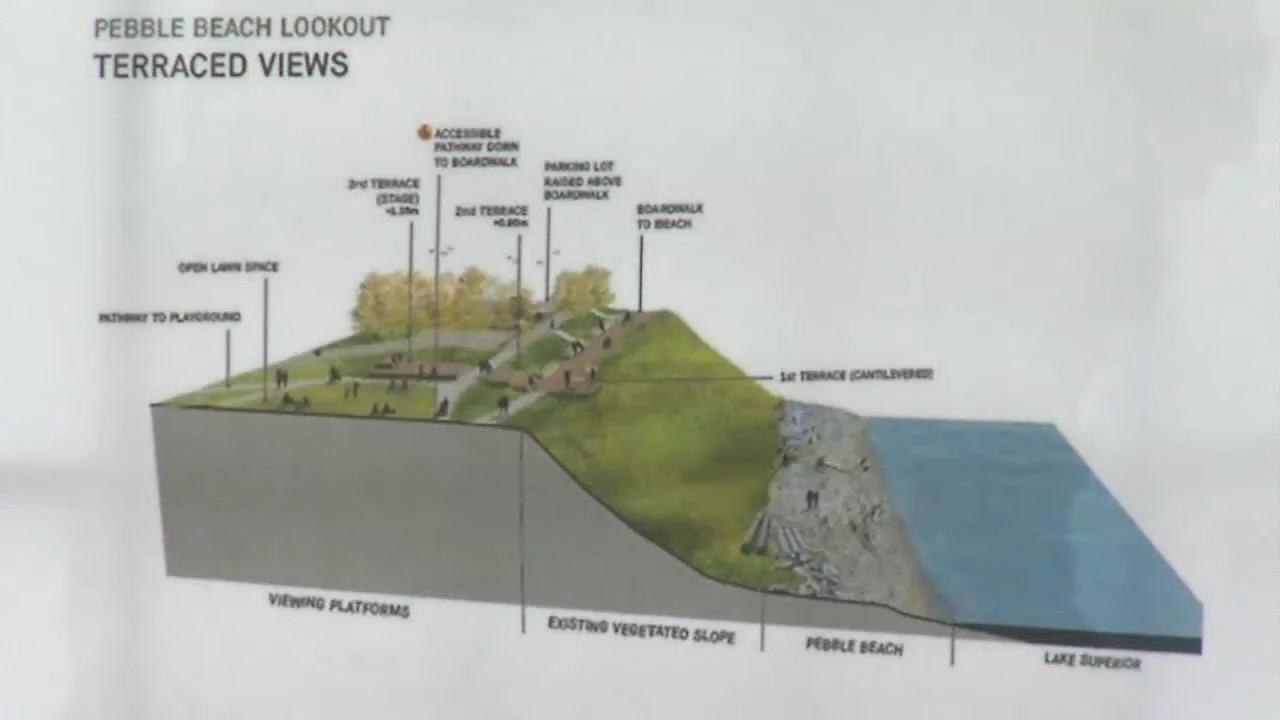 PEBBLE BEACH LOOKOUT
TERRACED VIEWS
ACCESSIBLE
PATHWAY DOWN
TO BOARDWALK
PARKING LOT
RAISED ABOVE
BOARDWALK
3rd TERRACE
(STAGE)
2nd TERRACE
BOARDWALK
TO BEACH
OPEN LAWN SPACE
PATHWAY TO PLAYGROUND
1st TERRACE (CANTILEVERED)
VIEWING PLATFORMS
EXISTING VEGETATED SLOPE
PEBBLE BEACH
LAKE SUPERIOR